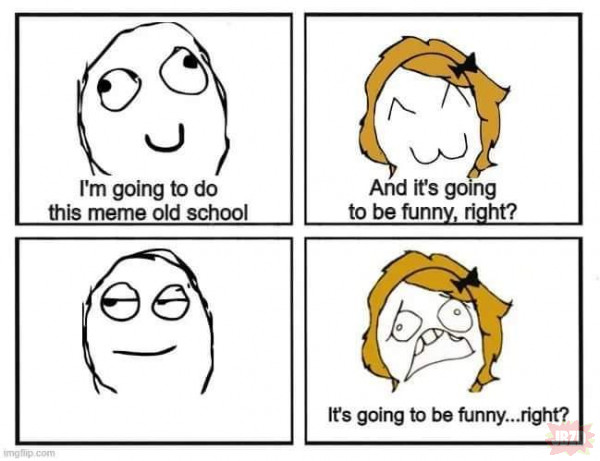 I'm going to do
this meme old school
And it's going
to be funny, right?
It's going to be funny...right?
JBZD
imgflip.com